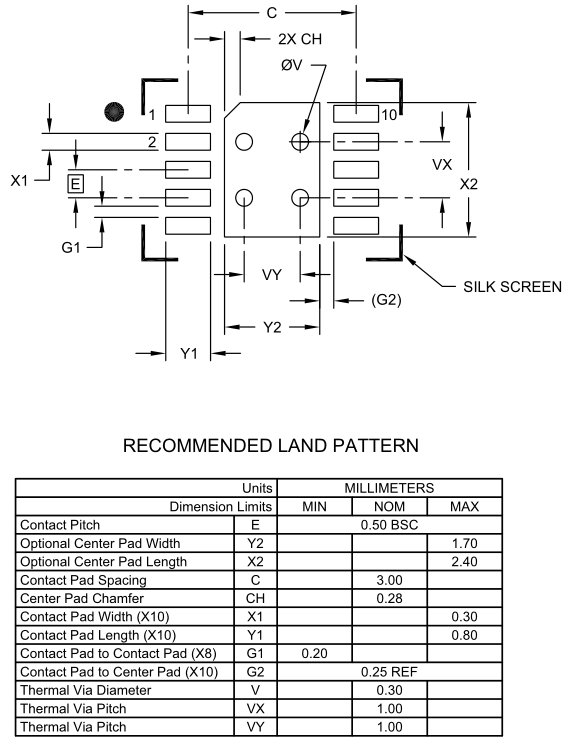 C
2X CH
ØV
1
10
2
X1
E
VX
X2
G1
VY
(G2)
SILK SCREEN
Y2
Y1
RECOMMENDED LAND PATTERN
Units MILLIMETERS
Dimension Limits MIN NOM MAX
Contact Pitch E 0.50 BSC
Optional Center Pad Width Y2 1.70
Optional Center Pad Length X2 2.40
Contact Pad Spacing C 3.00
Center Pad Chamfer CH 0.28
Contact Pad Width (X10) X1 0.30
Contact Pad Length (X10) Y1 0.80
Contact Pad to Contact Pad (X8) G1 0.20
Contact Pad to Center Pad (X10) G2 0.25 REF
Thermal Via Diameter V 0.30
Thermal Via Pitch VX 1.00
Thermal Via Pitch VY 1.00